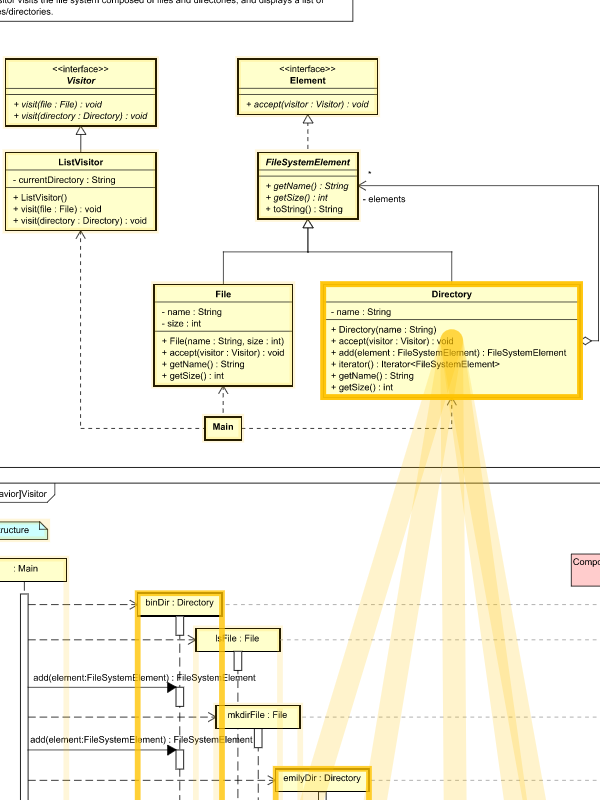 visits the file system composed of files and directories, and displays a list of
es/directories.
<<interface>>
Visitor
+ visit(file : File) : void
+ visit(directory : Directory) : void
<<interface>>
Element
+ accept(visitor : Visitor) : void
ListVisitor
- currentDirectory : String
+ ListVisitor()
+ visit(file : File) : void
+ visit(directory : Directory) : void
FileSystemElement
+ getName() : String
+ getSize() : int
+ toString() : String
*
- elements
File
- name : String
- size : int
+ File(name : String, size : int)
+ accept(visitor : Visitor) : void
+ getName() : String
+ getSize() : int
Directory
- name : String
+ Directory(name : String)
+ accept(visitor : Visitor) : void
+ add(element : FileSystemElement) : FileSystemElement
+ iterator() : Iterator<FileSystemElement>
+ getName() : String
+ getSize() : int
Main
avior]Visitor
ructure
: Main
Compo
binDir : Directory
lsFile : File
add(element:FileSystemElement) : FileSystemElement
mkdirFile : File
add(element:FileSystemElement) : FileSystemElement
emilyDir : Directory